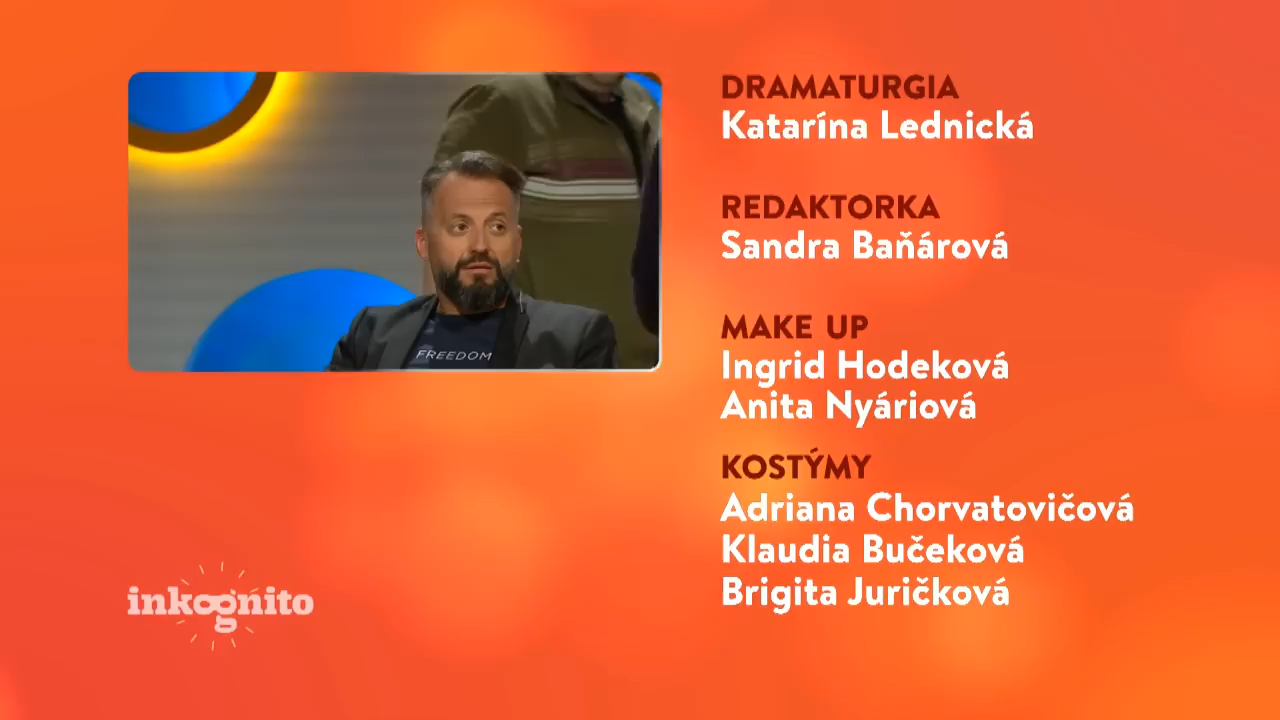 DRAMATURGIA
Katarína Lednická
REDAKTORKA
Sandra Baňárová
MAKE UP
Ingrid Hodeková
Anita Nyáriová
KOSTÝMY
Adriana Chorvatovičová
Klaudia Bučeková
Brigita Juričková
FREEDOM
inkognito